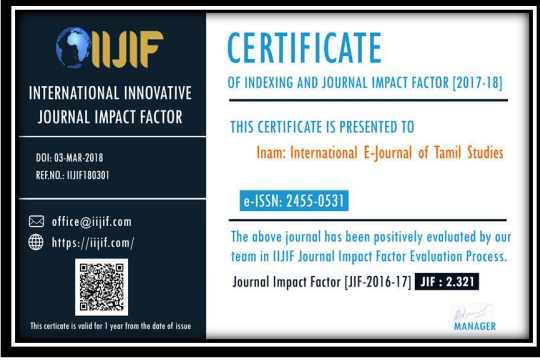 IIJIF
INTERNATIONAL INNOVATIVE
JOURNAL IMPACT FACTOR
DOI: 03-MAR-2018
REF.NO.: IIJIF180301
office@iijif.com
https://iijif.com/
This certicate is valid for 1 year from the date of issue
CERTIFICATE
OF INDEXING AND JOURNAL IMPACT FACTOR [2017-18]
THIS CERTIFICATE IS PRESENTED TO
Inam: International E-Journal of Tamil Studies
e-ISSN: 2455-0531
The above journal has been positively evaluated by our
team in IIJIF Journal Impact Factor Evaluation Process.
Journal Impact Factor [JIF-2016-17] JIF : 2.321
MANAGER